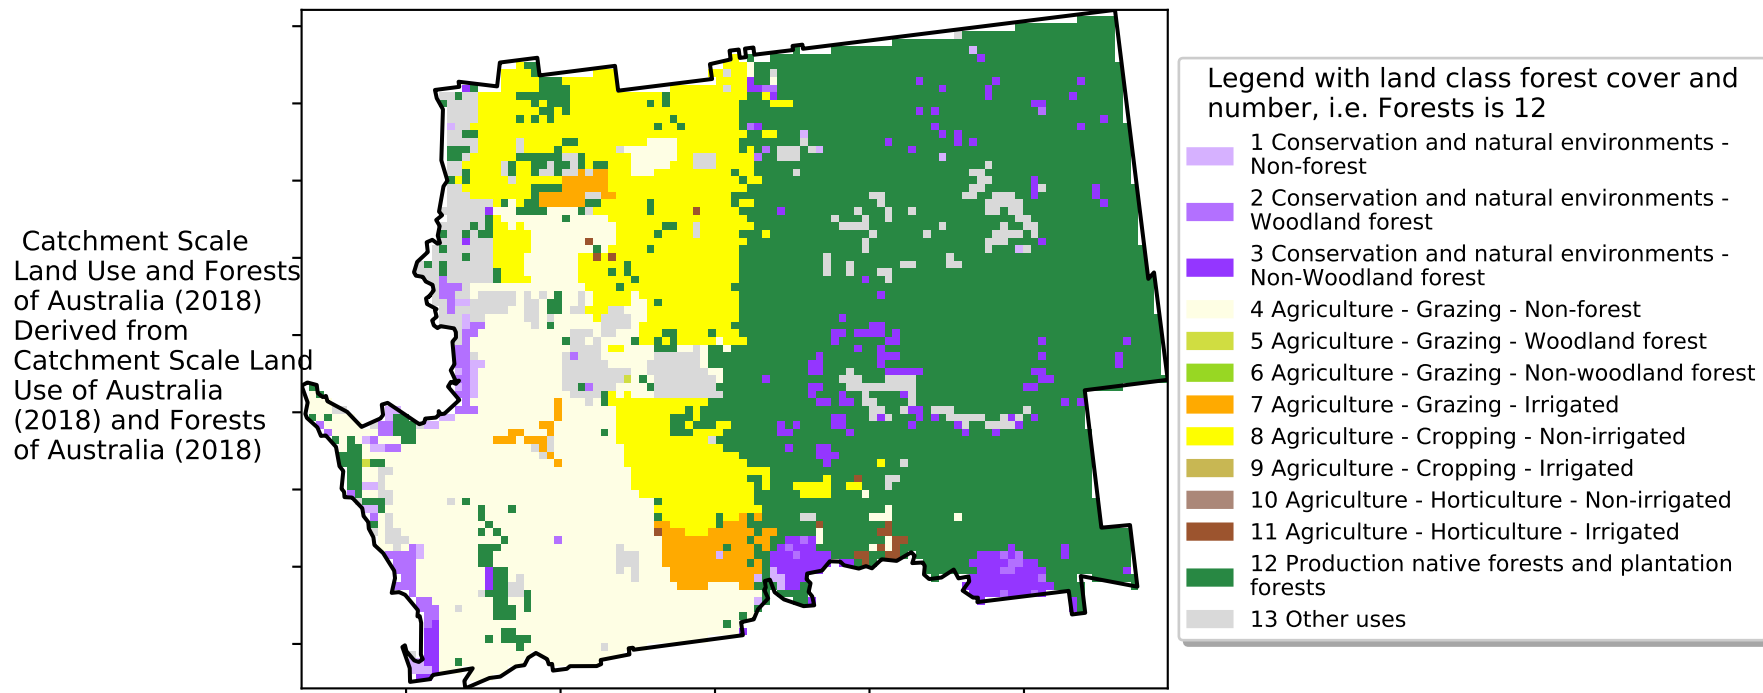 Catchment Scale
Land Use and Forests
of Australia (2018)
Derived from
Catchment Scale Land
Use of Australia
(2018) and Forests
of Australia (2018)
Legend with land class forest cover and
number, i.e. Forests is 12
1 Conservation and natural environments -
Non-forest
2 Conservation and natural environments -
Woodland forest
3 Conservation and natural environments -
Non-Woodland forest
4 Agriculture - Grazing - Non-forest
5 Agriculture - Grazing - Woodland forest
6 Agriculture - Grazing - Non-woodland forest
7 Agriculture - Grazing - Irrigated
8 Agriculture - Cropping - Non-irrigated
9 Agriculture - Cropping - Irrigated
10 Agriculture - Horticulture - Non-irrigated
11 Agriculture - Horticulture - Irrigated
12 Production native forests and plantation
forests
13 Other uses